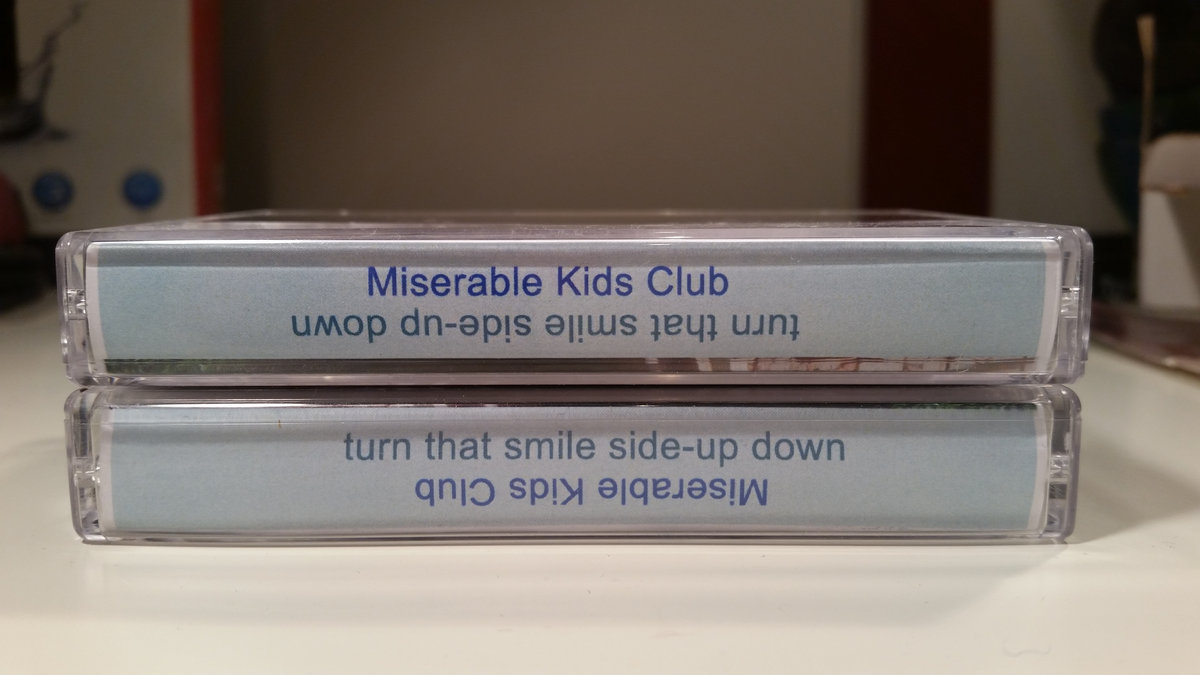 Miserable Kids Club
turn that smile side-up down
turn that smile side-up down
Miserable Kids Club